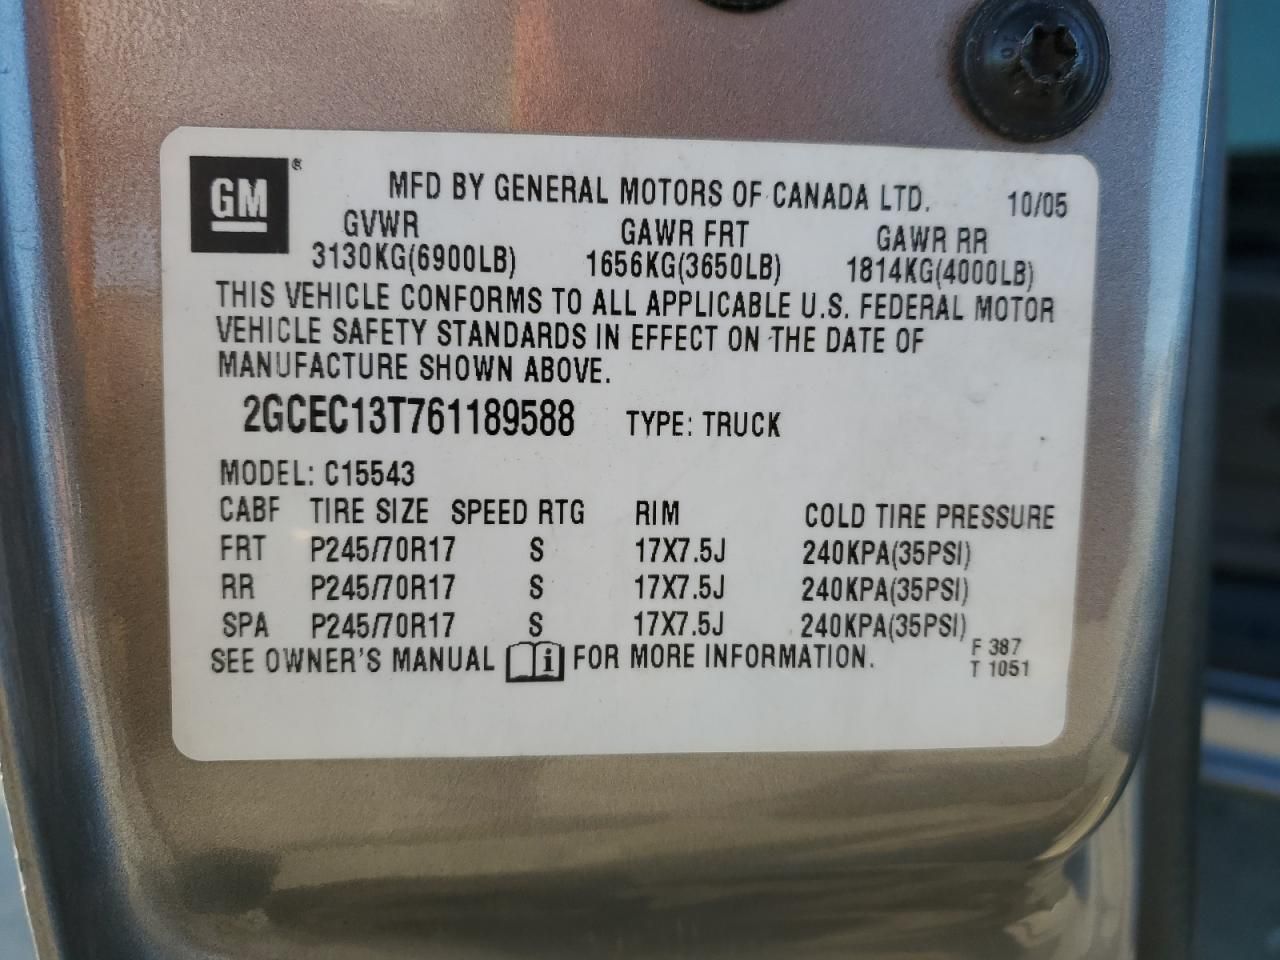 GM ® MFD BY GENERAL MOTORS OF CANADA LTD. 10/05
GVWR GAWR FRT GAWR RR
3130KG(6900LB) 1656KG(3650LB) 1814KG(4000LB)
THIS VEHICLE CONFORMS TO ALL APPLICABLE U.S. FEDERAL MOTOR
VEHICLE SAFETY STANDARDS IN EFFECT ON THE DATE OF
MANUFACTURE SHOWN ABOVE.
2GCEC13T761189588 TYPE: TRUCK
MODEL: C15543
CABF TIRE SIZE SPEED RTG RIM COLD TIRE PRESSURE
FRT P245/70R17 S 17X7.5J 240KPA(35PSI)
RR P245/70R17 S 17X7.5J 240KPA(35PSI)
SPA P245/70R17 S 17X7.5J 240KPA(35PSI)
SEE OWNER'S MANUAL i FOR MORE INFORMATION. F 387
T 1051